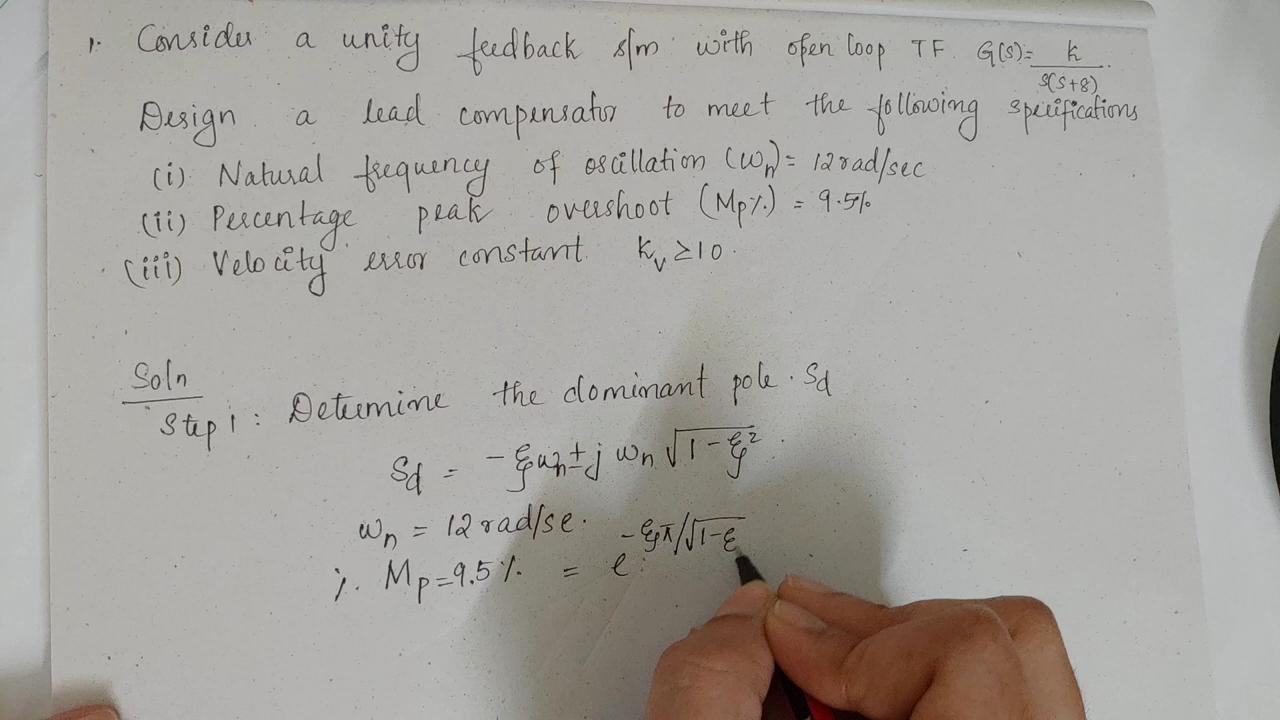 1. Consider a unity feedback s/m with open loop TF. G(s)= k/s(s+8).
Design a lead compensator to meet the following specifications
(i) Natural frequency of oscillation (ωn)= 12 rad/sec
(ii) Percentage peak overshoot (Mp%) = 9.5%
(iii) Velocity error constant kv ≥10.
Soln
Step 1: Determine the dominant pole. Sd
Sd = -ξωn ± j ωn √1-ξ²
ωn = 12 rad/se.
%. Mp=9.5% = e^-ξπ/√1-ξ